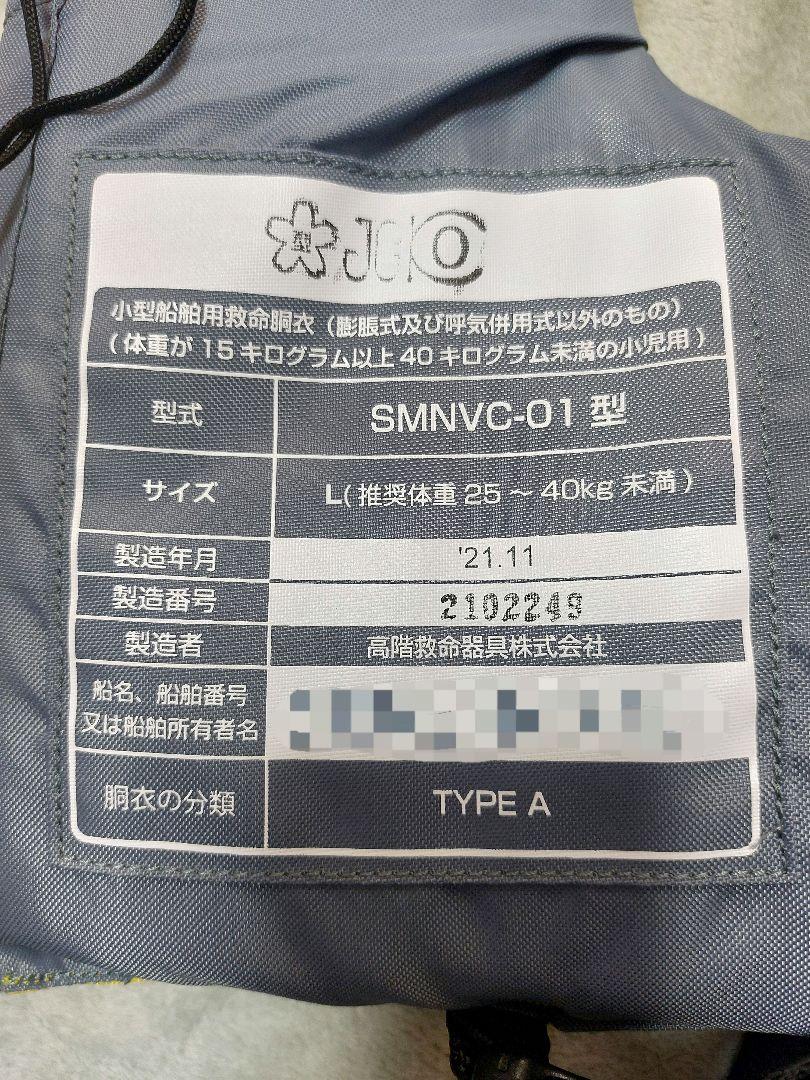 型 JCI
小型船舶用救命胴衣（膨脹式及び呼気併用式以外のもの）
（体重が 15 キログラム以上 40 キログラム未満の小児用）
型式 SMNVC-01 型
サイズ L（推奨体重 25 ～ 40kg 未満）
製造年月 '21.11
製造番号 2102249
製造者 高階救命器具株式会社
船名、船舶番号
又は船舶所有者名
胴衣の分類 TYPE A